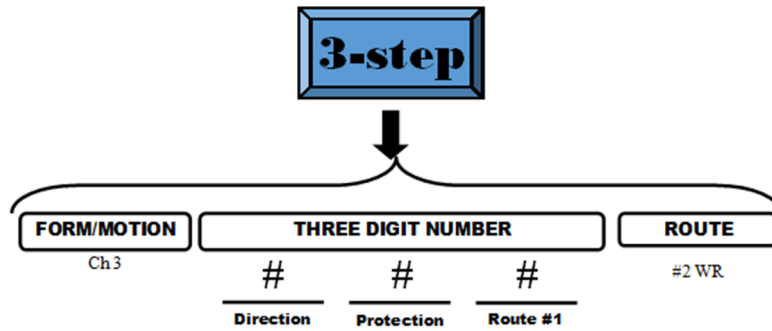 3-step
FORM/MOTION THREE DIGIT NUMBER ROUTE
Ch 3 # # # #2 WR
Direction Protection Route #1